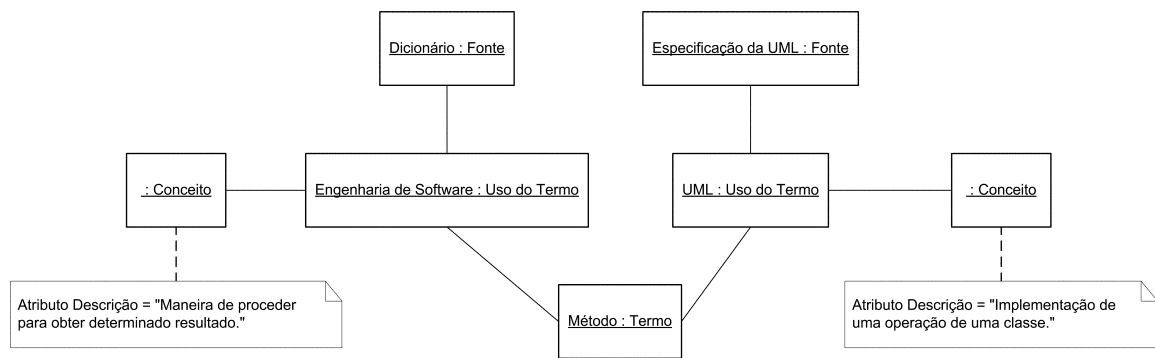 Dicionário : Fonte
Especificação da UML : Fonte
: Conceito
Engenharia de Software : Uso do Termo
UML : Uso do Termo
: Conceito
Atributo Descrição = "Maneira de proceder
para obter determinado resultado."
Método : Termo
Atributo Descrição = "Implementação de
uma operação de uma classe."